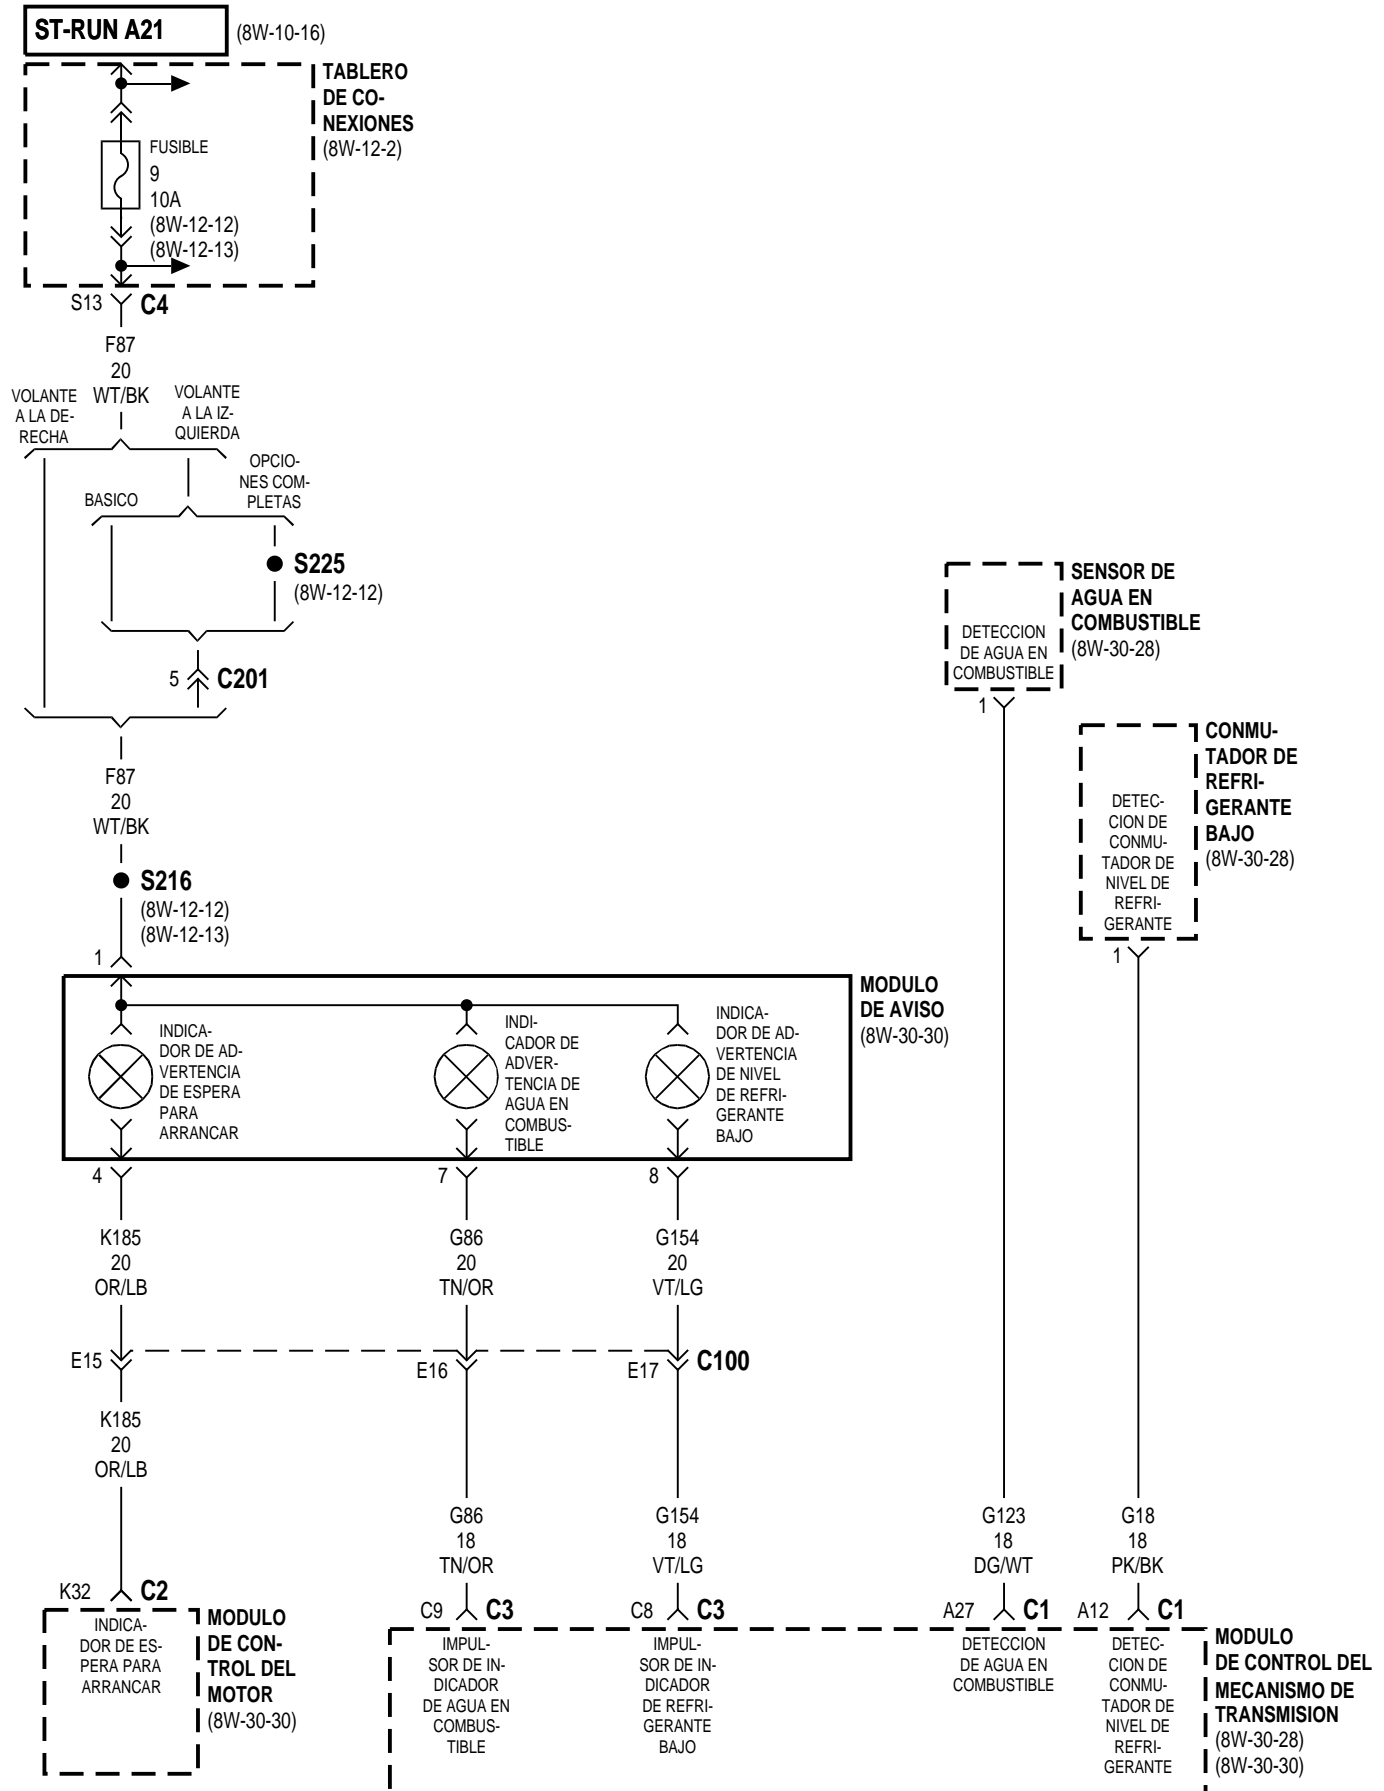 ST-RUN A21
(8W-10-16)
TABLERO
DE CO-
NEXIONES
(8W-12-2)
FUSIBLE
9
10A
(8W-12-12)
(8W-12-13)
S13
C4
F87
20
WT/BK
VOLANTE
A LA DE-
RECHA
VOLANTE
A LA IZ-
QUIERDA
BASICO
OPCIO-
NES COM-
PLETAS
S225
(8W-12-12)
5
C201
F87
20
WT/BK
S216
(8W-12-12)
(8W-12-13)
1
SENSOR DE
AGUA EN
COMBUSTIBLE
(8W-30-28)
DETECCION
DE AGUA EN
COMBUSTIBLE
1
CONMU-
TADOR DE
REFRI-
GERANTE
BAJO
(8W-30-28)
DETEC-
CION DE
CONMU-
TADOR DE
NIVEL DE
REFRI-
GERANTE
1
MODULO
DE AVISO
(8W-30-30)
INDICA-
DOR DE AD-
VERTENCIA
DE ESPERA
PARA
ARRANCAR
INDI-
CADOR DE
ADVER-
TENCIA DE
AGUA EN
COMBUS-
TIBLE
INDICA-
DOR DE AD-
VERTENCIA
DE NIVEL
DE REFRI-
GERANTE
BAJO
4
7
8
K185
20
OR/LB
G86
20
TN/OR
G154
20
VT/LG
E15
E16
E17
C100
K185
20
OR/LB
G86
18
TN/OR
G154
18
VT/LG
G123
18
DG/WT
G18
18
PK/BK
K32
C2
C9
C3
C8
C3
A27
C1
A12
C1
INDICA-
DOR DE ES-
PERA PARA
ARRANCAR
MODULO
DE CON-
TROL DEL
MOTOR
(8W-30-30)
IMPUL-
SOR DE IN-
DICADOR
DE AGUA EN
COMBUS-
TIBLE
IMPUL-
SOR DE IN-
DICADOR
DE REFRI-
GERANTE
BAJO
DETECCION
DE AGUA EN
COMBUSTIBLE
DETEC-
CION DE
CONMU-
TADOR DE
NIVEL DE
REFRI-
GERANTE
MODULO
DE CONTROL DEL
MECANISMO DE
TRANSMISION
(8W-30-28)
(8W-30-30)